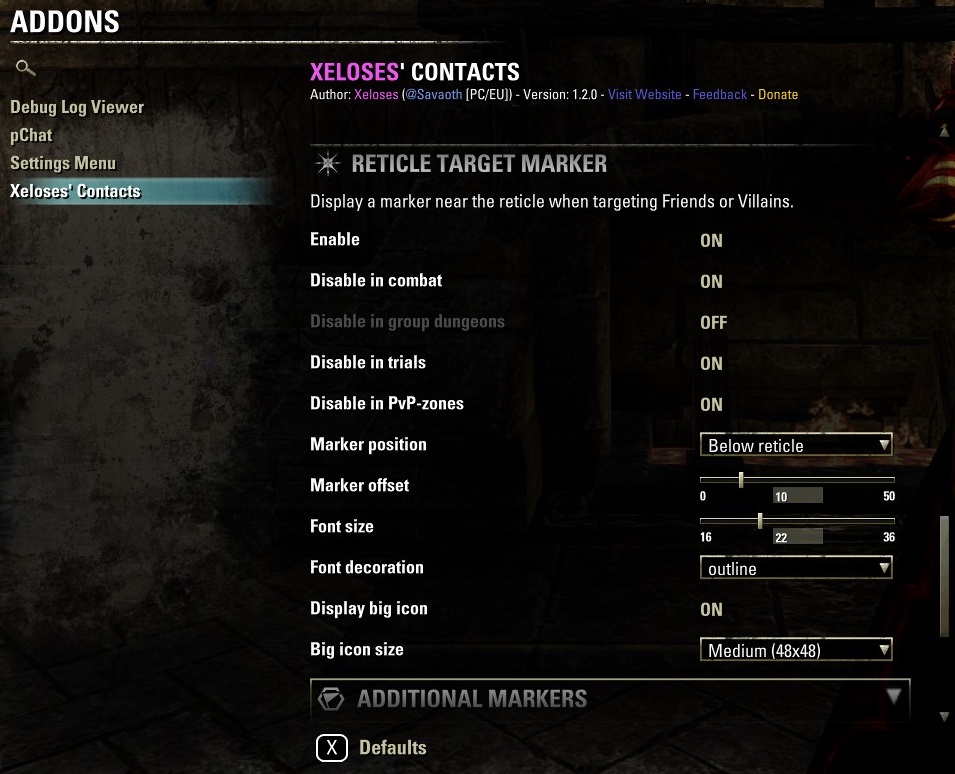 ADDONS
Debug Log Viewer
pChat
Settings Menu
Xeloses' Contacts
XELOSES' CONTACTS
Author: Xeloses (@Savaoth [PC/EU]) - Version: 1.2.0 - Visit Website - Feedback - Donate
RETICLE TARGET MARKER
Display a marker near the reticle when targeting Friends or Villains.
Enable ON
Disable in combat ON
Disable in group dungeons OFF
Disable in trials ON
Disable in PvP-zones ON
Marker position Below reticle
Marker offset
0 10 50
Font size
16 22 36
Font decoration outline
Display big icon ON
Big icon size Medium (48x48)
ADDITIONAL MARKERS
X Defaults